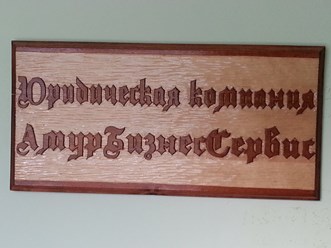 Юридическая компания
АмурБизнесСервис